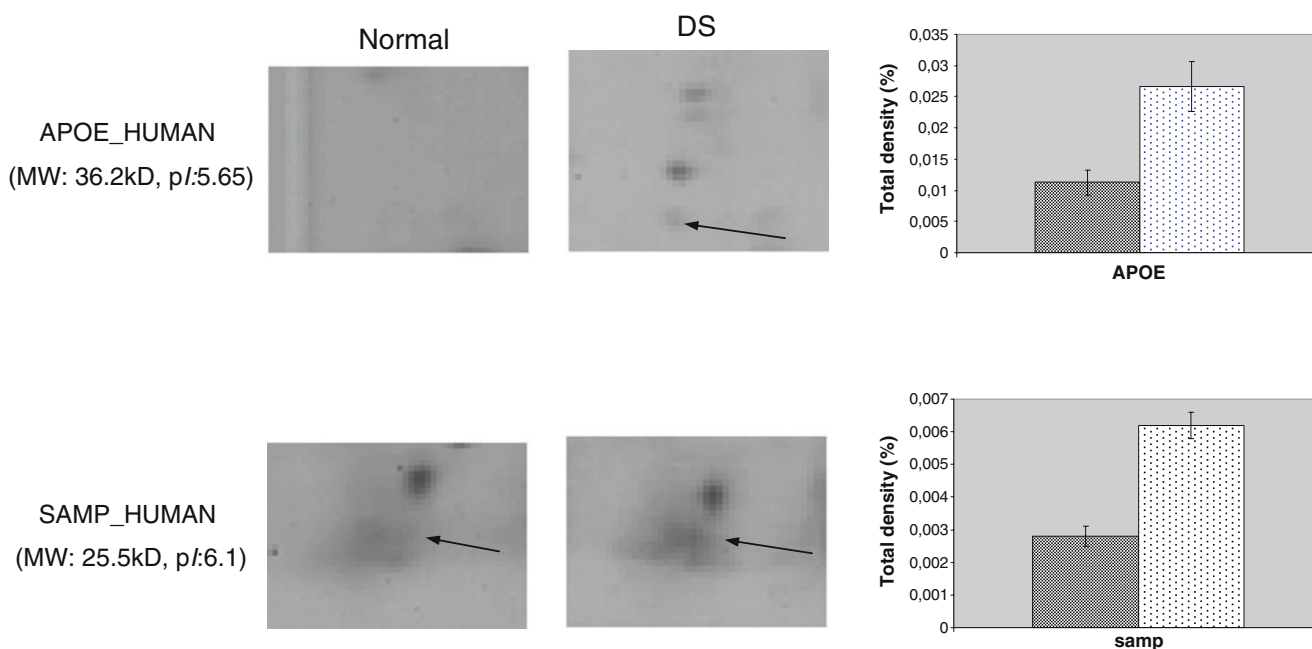 Normal
DS
APOE_HUMAN
(MW: 36.2kD, pI:5.65)
Total density (%)
0,035
0,03
0,025
0,02
0,015
0,01
0,005
0
APOE
SAMP_HUMAN
(MW: 25.5kD, pI:6.1)
Total density (%)
0,007
0,006
0,005
0,004
0,003
0,002
0,001
0
samp